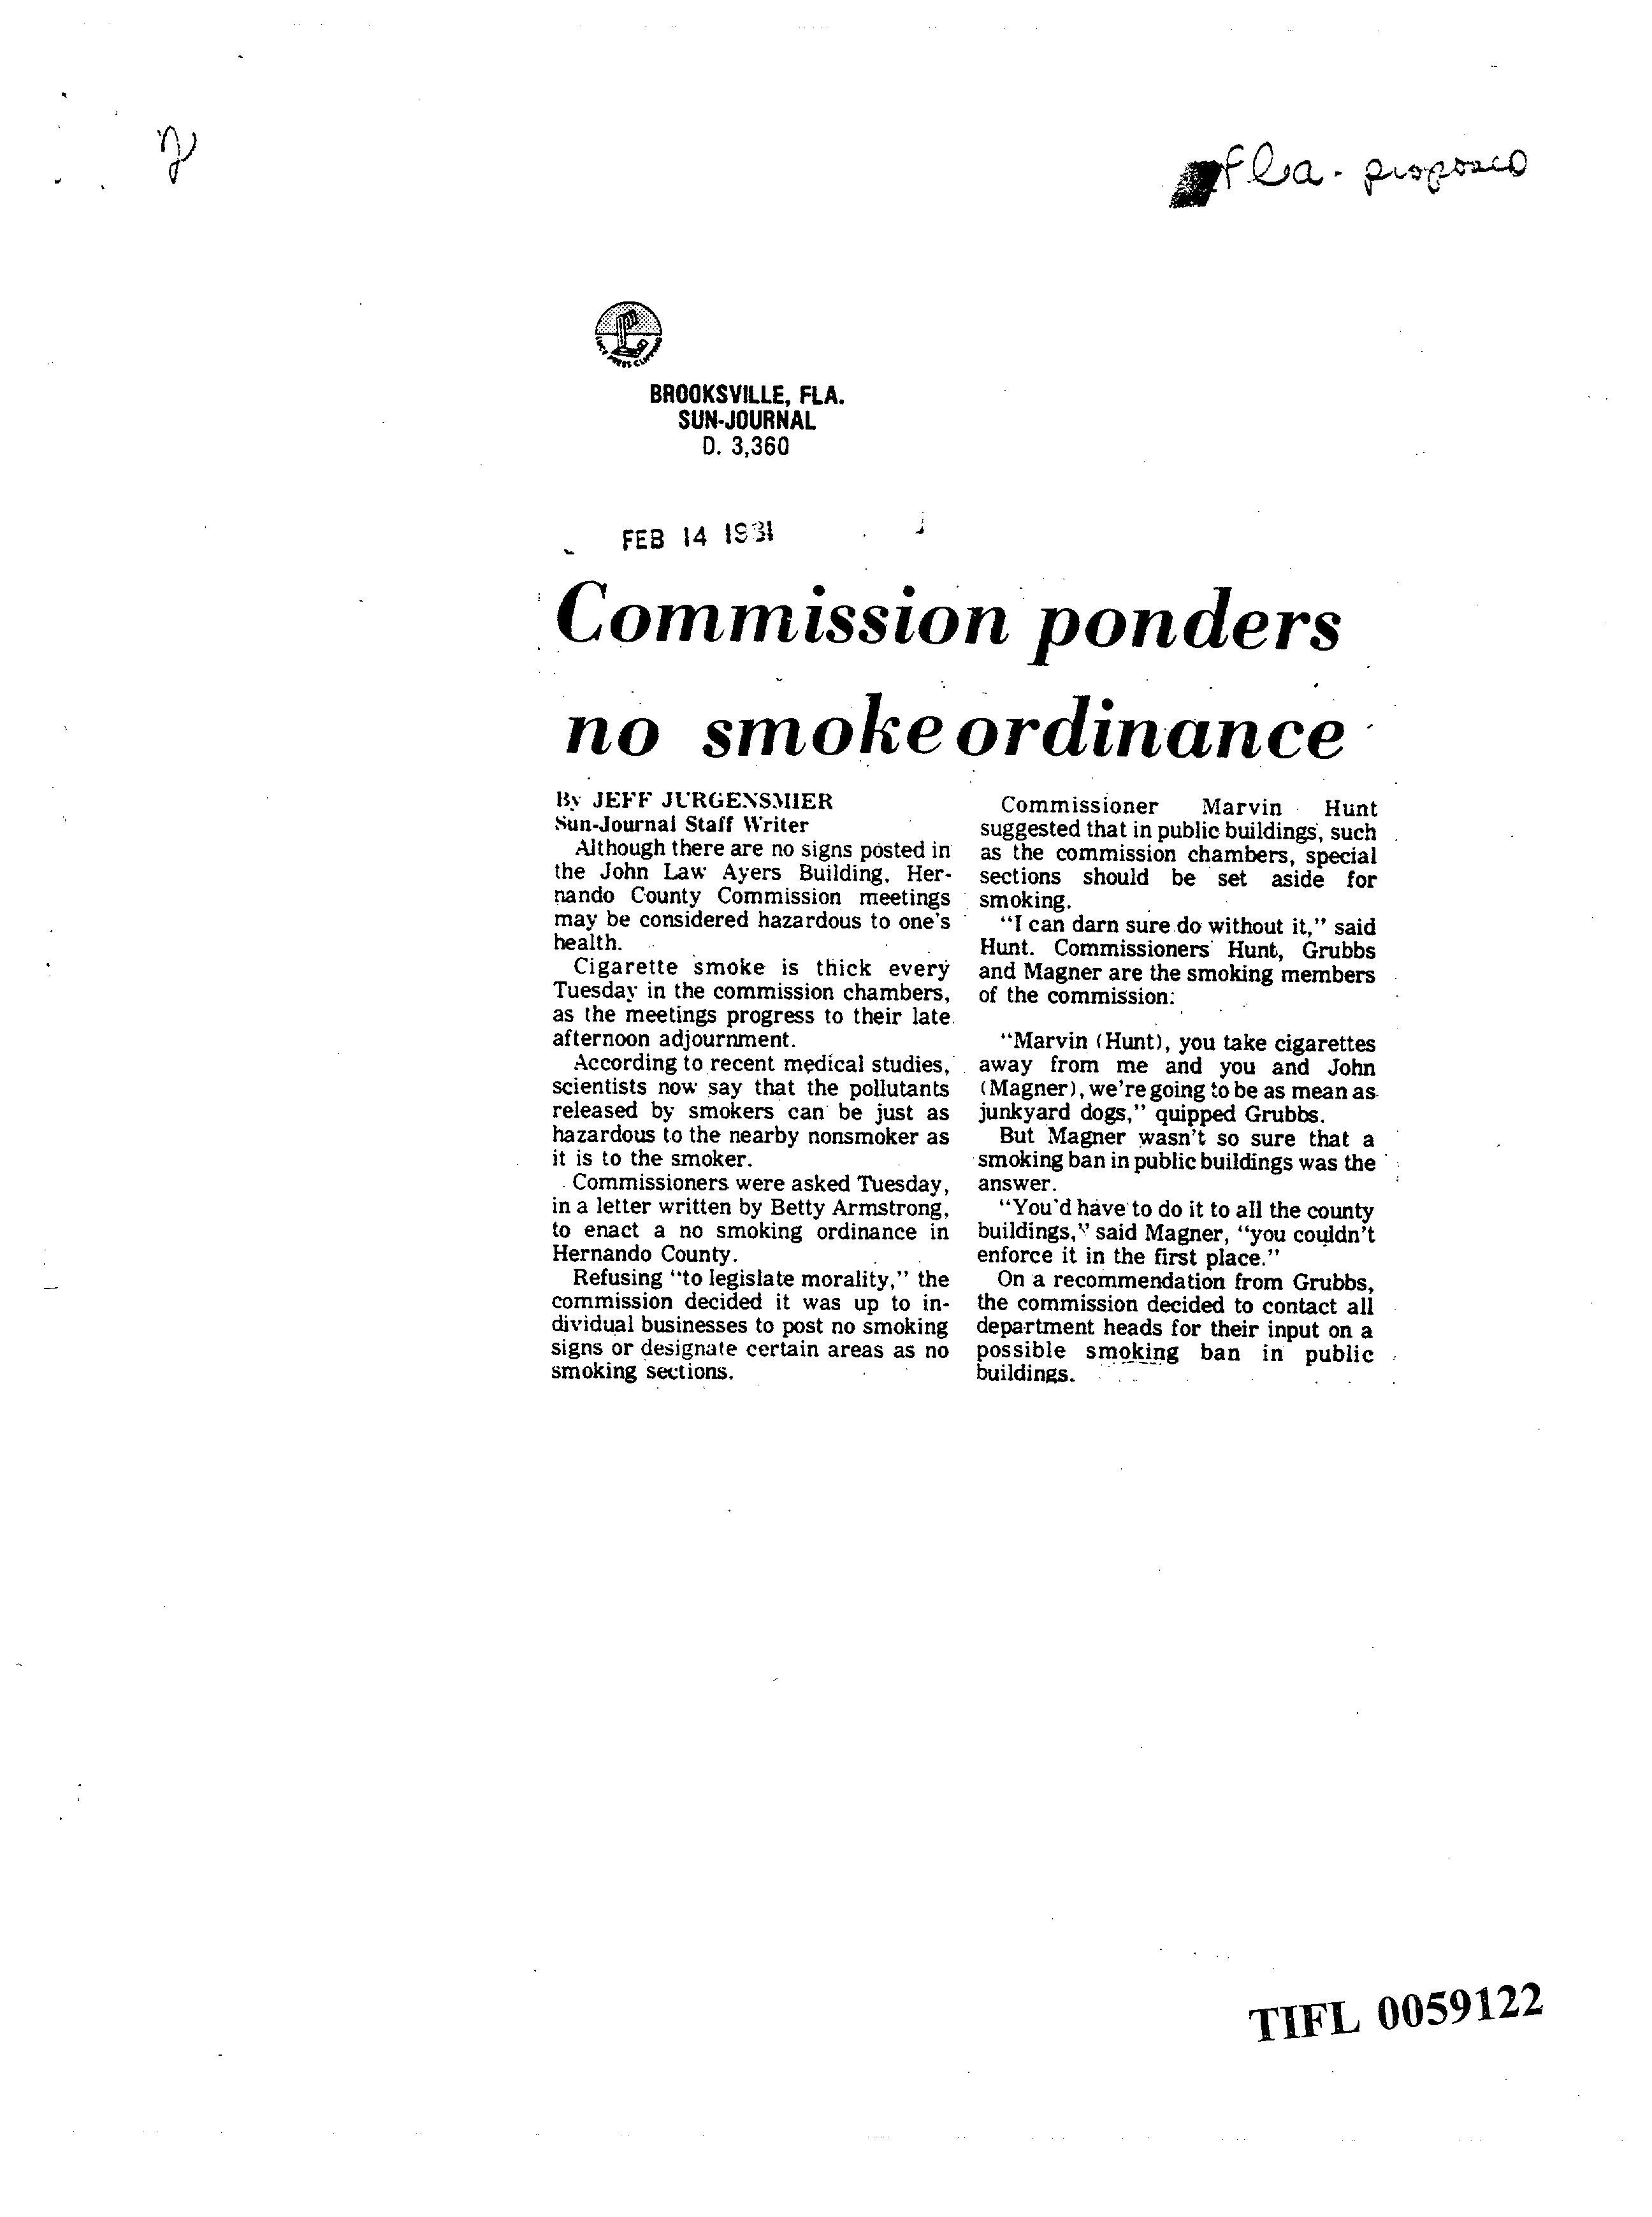 Fla - proposed
BROOKSVILLE, FLA.
SUN-JOURNAL
D. 3,360
FEB 14 1981
Commission ponders
no smoke ordinance
By JEFF JURGENSMIER
Sun-Journal Staff Writer
Although there are no signs posted in
the John Law Ayers Building, Her-
nando County Commission meetings
may be considered hazardous to one's
health.
Cigarette smoke is thick every
Tuesday in the commission chambers,
as the meetings progress to their late
afternoon adjournment.
According to recent medical studies,
scientists now say that the pollutants
released by smokers can be just as
hazardous to the nearby nonsmoker as
it is to the smoker.
Commissioners were asked Tuesday,
in a letter written by Betty Armstrong,
to enact a no smoking ordinance in
Hernando County.
Refusing "to legislate morality," the
commission decided it was up to in-
dividual businesses to post no smoking
signs or designate certain areas as no
smoking sections.
Commissioner Marvin Hunt
suggested that in public buildings, such
as the commission chambers, special
sections should be set aside for
smoking.
"I can darn sure do without it," said
Hunt. Commissioners Hunt, Grubbs
and Magner are the smoking members
of the commission:
"Marvin (Hunt), you take cigarettes
away from me and you and John
(Magner), we're going to be as mean as
junkyard dogs," quipped Grubbs.
But Magner wasn't so sure that a
smoking ban in public buildings was the
answer.
"You'd have to do it to all the county
buildings," said Magner, "you couldn't
enforce it in the first place."
On a recommendation from Grubbs,
the commission decided to contact all
department heads for their input on a
possible smoking ban in public
buildings.
TIFL 0059122